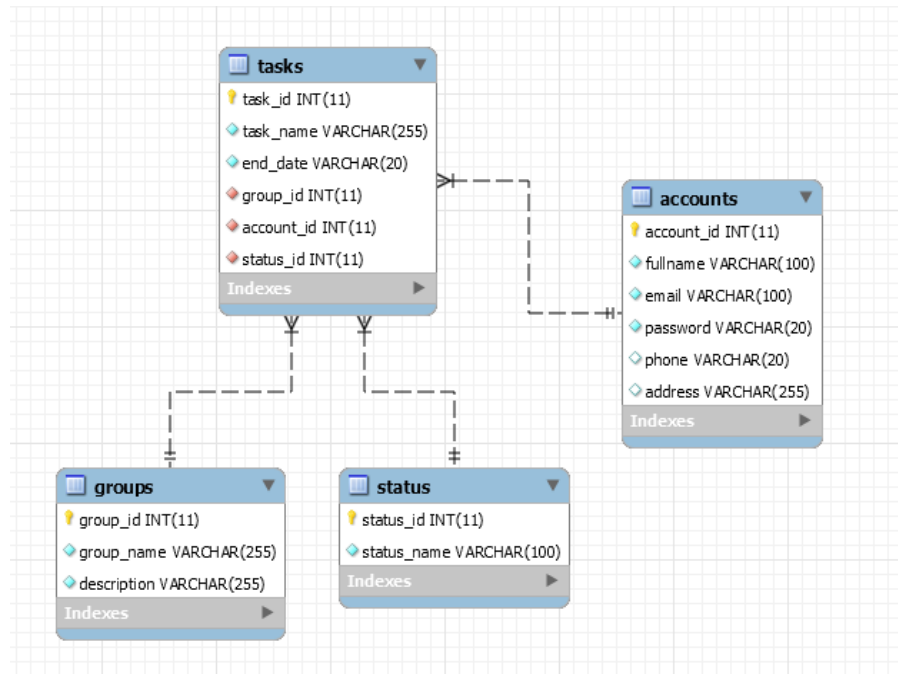 tasks
task_id INT(11)
task_name VARCHAR(255)
end_date VARCHAR(20)
group_id INT(11)
account_id INT(11)
status_id INT(11)
Indexes
accounts
account_id INT(11)
fullname VARCHAR(100)
email VARCHAR(100)
password VARCHAR(20)
phone VARCHAR(20)
address VARCHAR(255)
Indexes
groups
group_id INT(11)
group_name VARCHAR(255)
description VARCHAR(255)
Indexes
status
status_id INT(11)
status_name VARCHAR(100)
Indexes